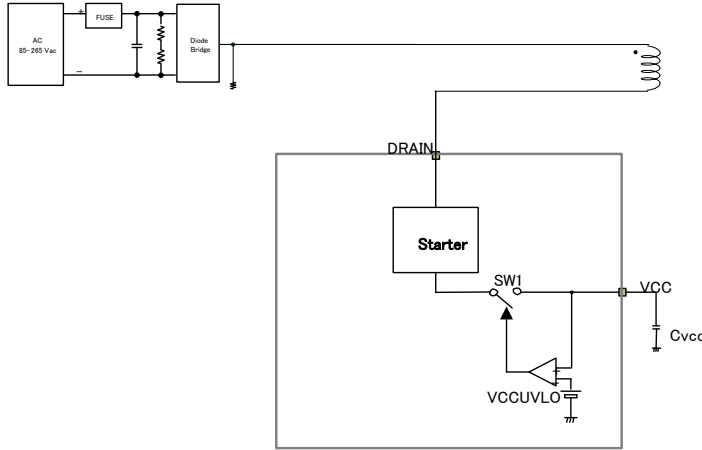 +
FUSE
AC
85-265 Vac
Diode
Bridge
-
DRAIN
Starter
SW1
VCC
Cvcc
+
-
VCCUVLO